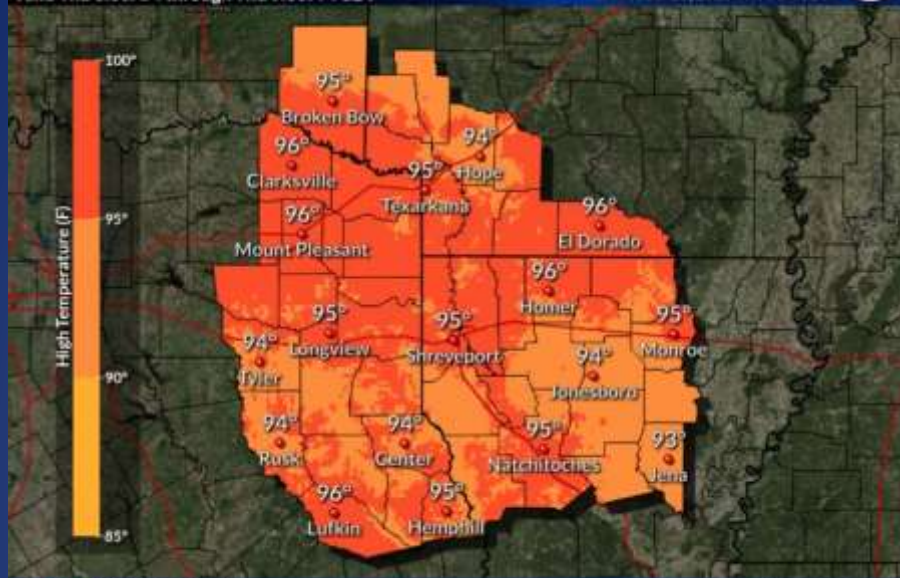 100°
95°
90°
85°
High Temperature (F)
95°
Broken Bow
94°
Hope
96°
Clarksville
95°
Texarkana
96°
Mount Pleasant
96°
El Dorado
96°
Homer
95°
Longview
95°
Shreveport
95°
Monroe
94°
Tyler
94°
Jonesboro
94°
Rusk
94°
Center
95°
Natchitoches
93°
Jena
96°
Lufkin
95°
Hemphill